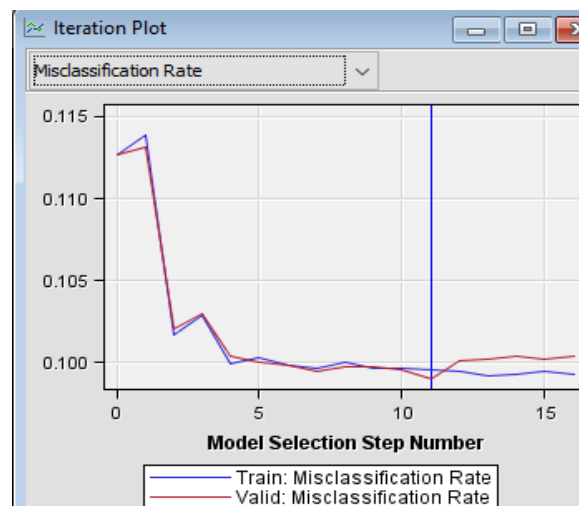 Iteration Plot
Misclassification Rate
0.115
0.110
0.105
0.100
0 5 10 15
Model Selection Step Number
Train: Misclassification Rate
Valid: Misclassification Rate